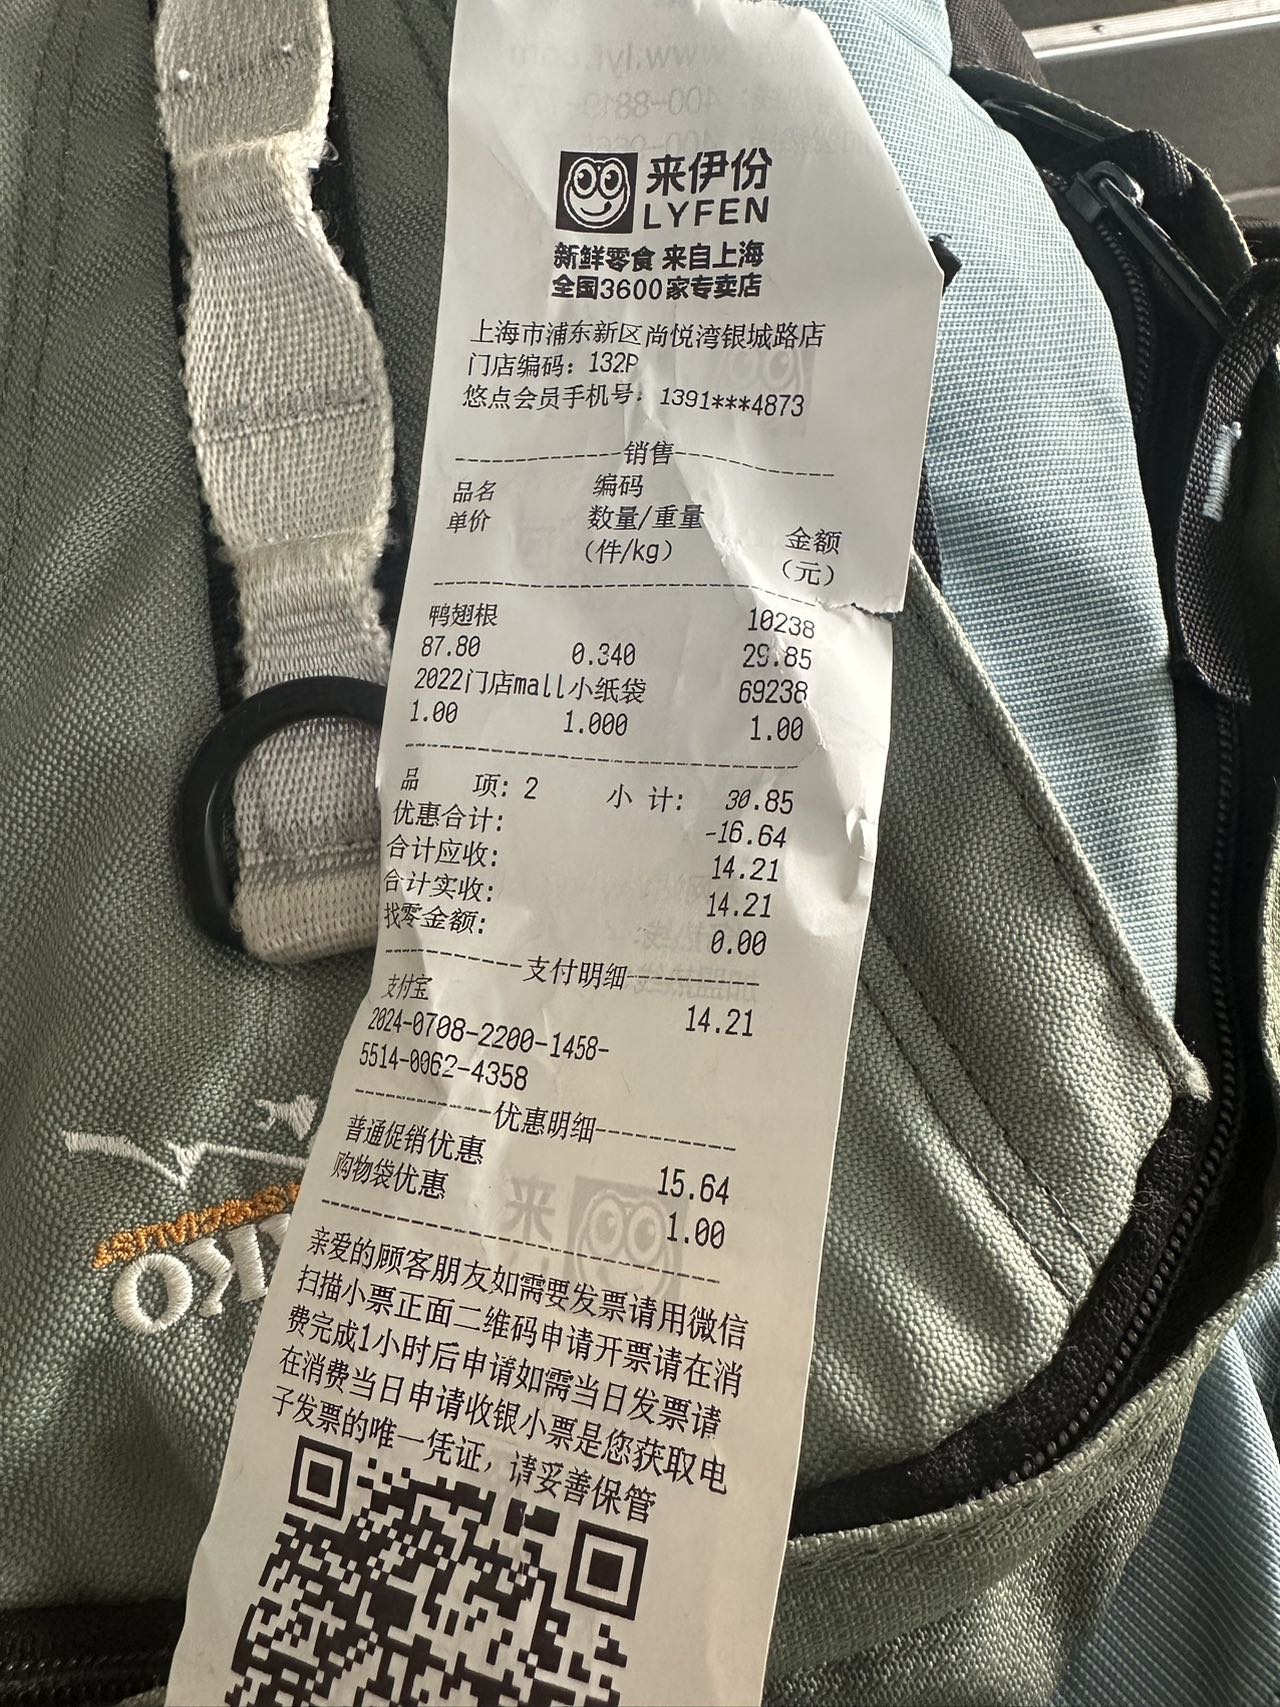 来伊份
LYFEN
新鲜零食 来自上海
全国3600家专卖店
上海市浦东新区尚悦湾银城路店
门店编码：132P
悠点会员手机号：1391***4873
销售
品名 编码
单价 数量/重量 金额
（件/kg） （元）
鸭翅根 10238
87.80 0.340 29.85
2022门店mall小纸袋 69238
1.00 1.000 1.00
品 项：2 小 计： 30.85
优惠合计： -16.64
合计应收： 14.21
合计实收： 14.21
找零金额： 0.00
支付明细
支付宝 14.21
2024-0708-2200-1458-
5514-0062-4358
优惠明细
普通促销优惠 15.64
购物袋优惠 1.00
亲爱的顾客朋友如需要发票请用微信
扫描小票正面二维码申请开票请在消
费完成1小时后申请如需当日发票请
在消费当日申请收银小票是您获取电
子发票的唯一凭证，请妥善保管